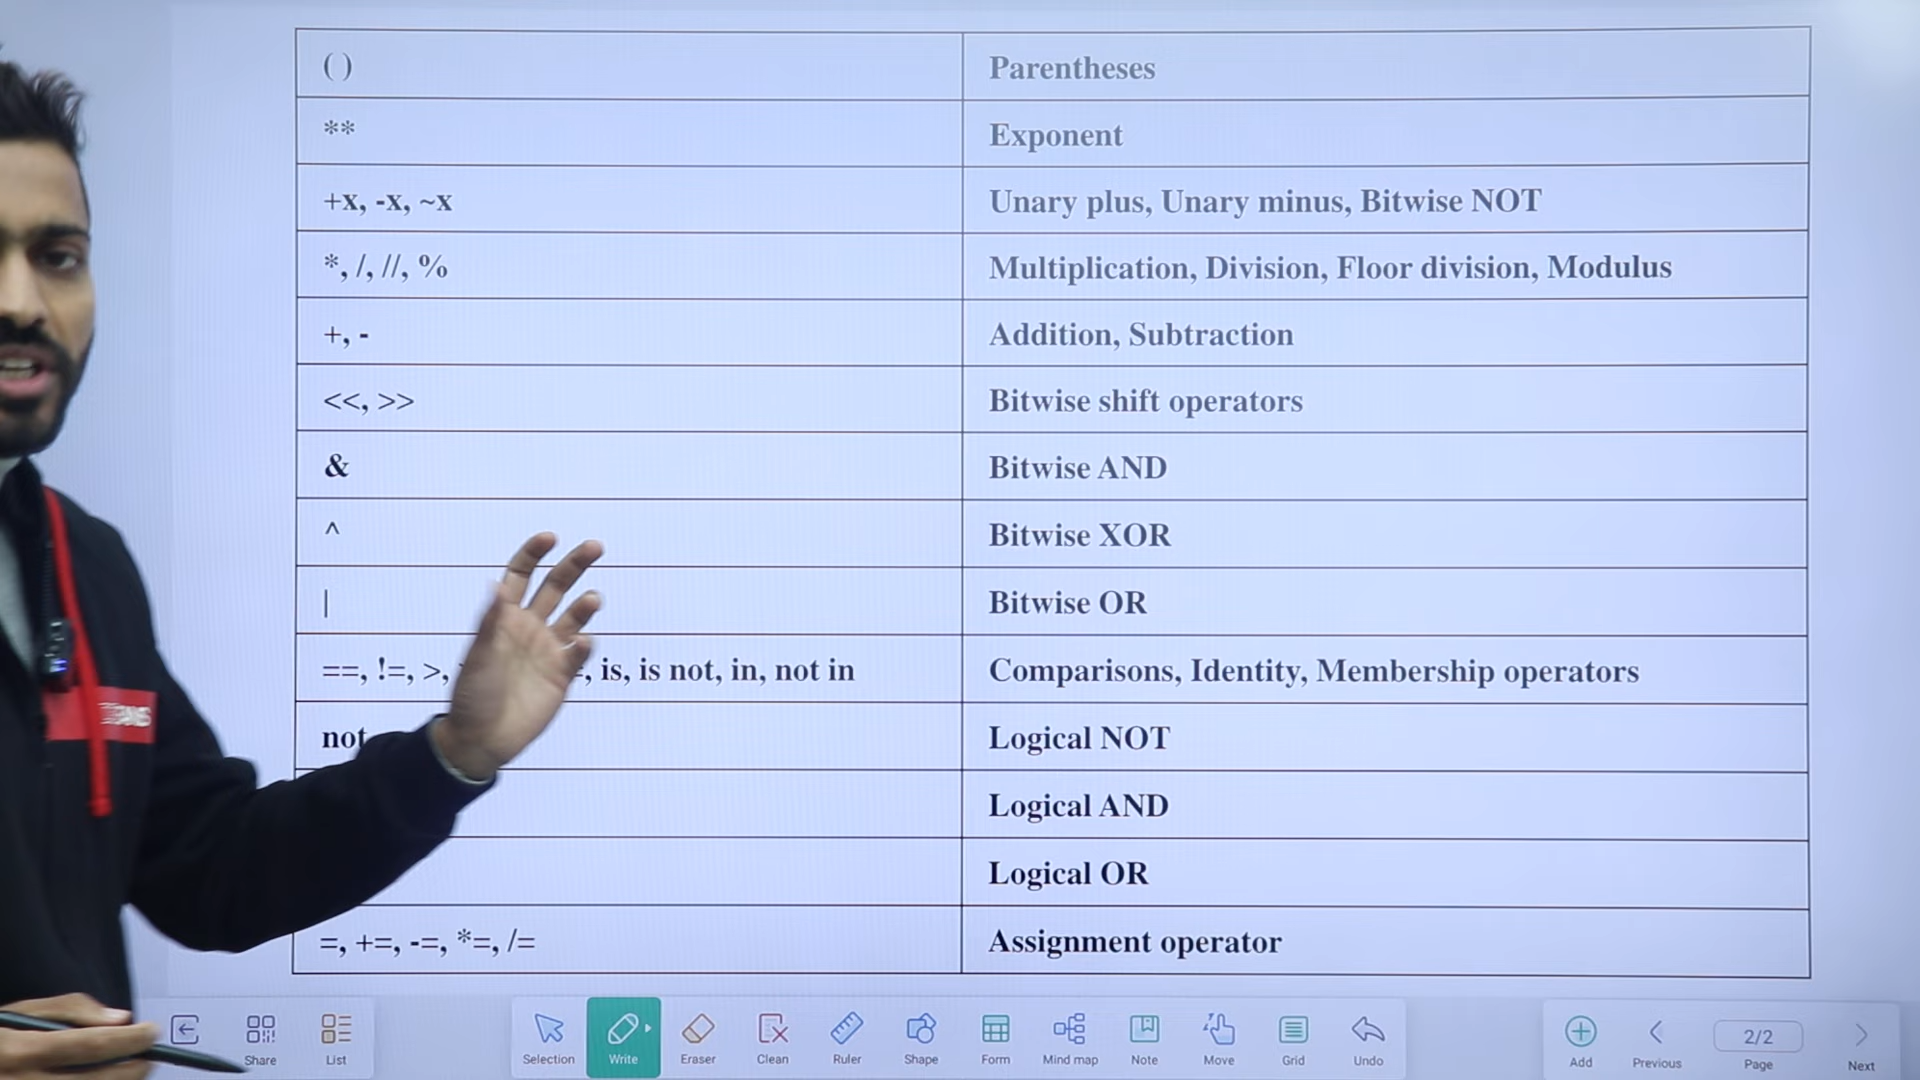 ( ) Parentheses
** Exponent
+x, -x, ~x Unary plus, Unary minus, Bitwise NOT
*, /, //, % Multiplication, Division, Floor division, Modulus
+, - Addition, Subtraction
<<, >> Bitwise shift operators
& Bitwise AND
^ Bitwise XOR
| Bitwise OR
==, !=, >, is, is not, in, not in Comparisons, Identity, Membership operators
not Logical NOT
Logical AND
Logical OR
=, +=, -=, *=, /= Assignment operator
Share List Selection Write Eraser Clean Ruler Shape Form Mind map Note Move Grid Undo Add Previous 2/2 Page Next